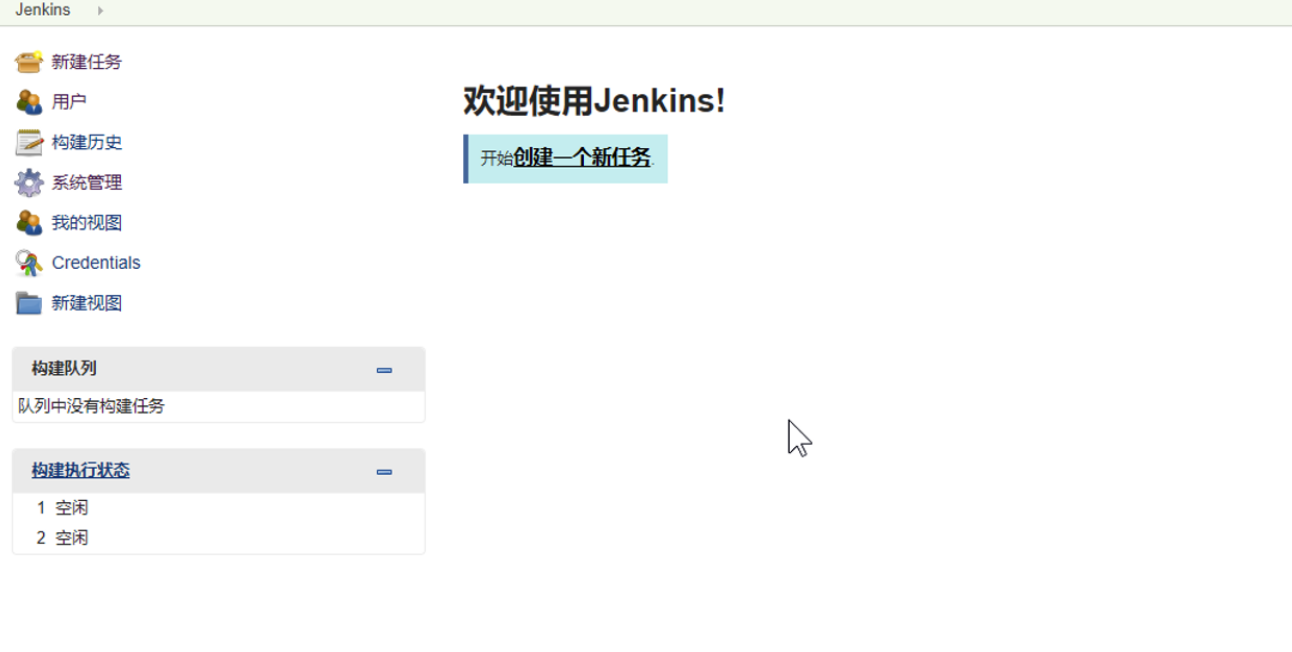 Jenkins
新建任务
用户
构建历史
系统管理
我的视图
Credentials
新建视图
构建队列
队列中没有构建任务
构建执行状态
1 空闲
2 空闲
欢迎使用Jenkins!
开始创建一个新任务.